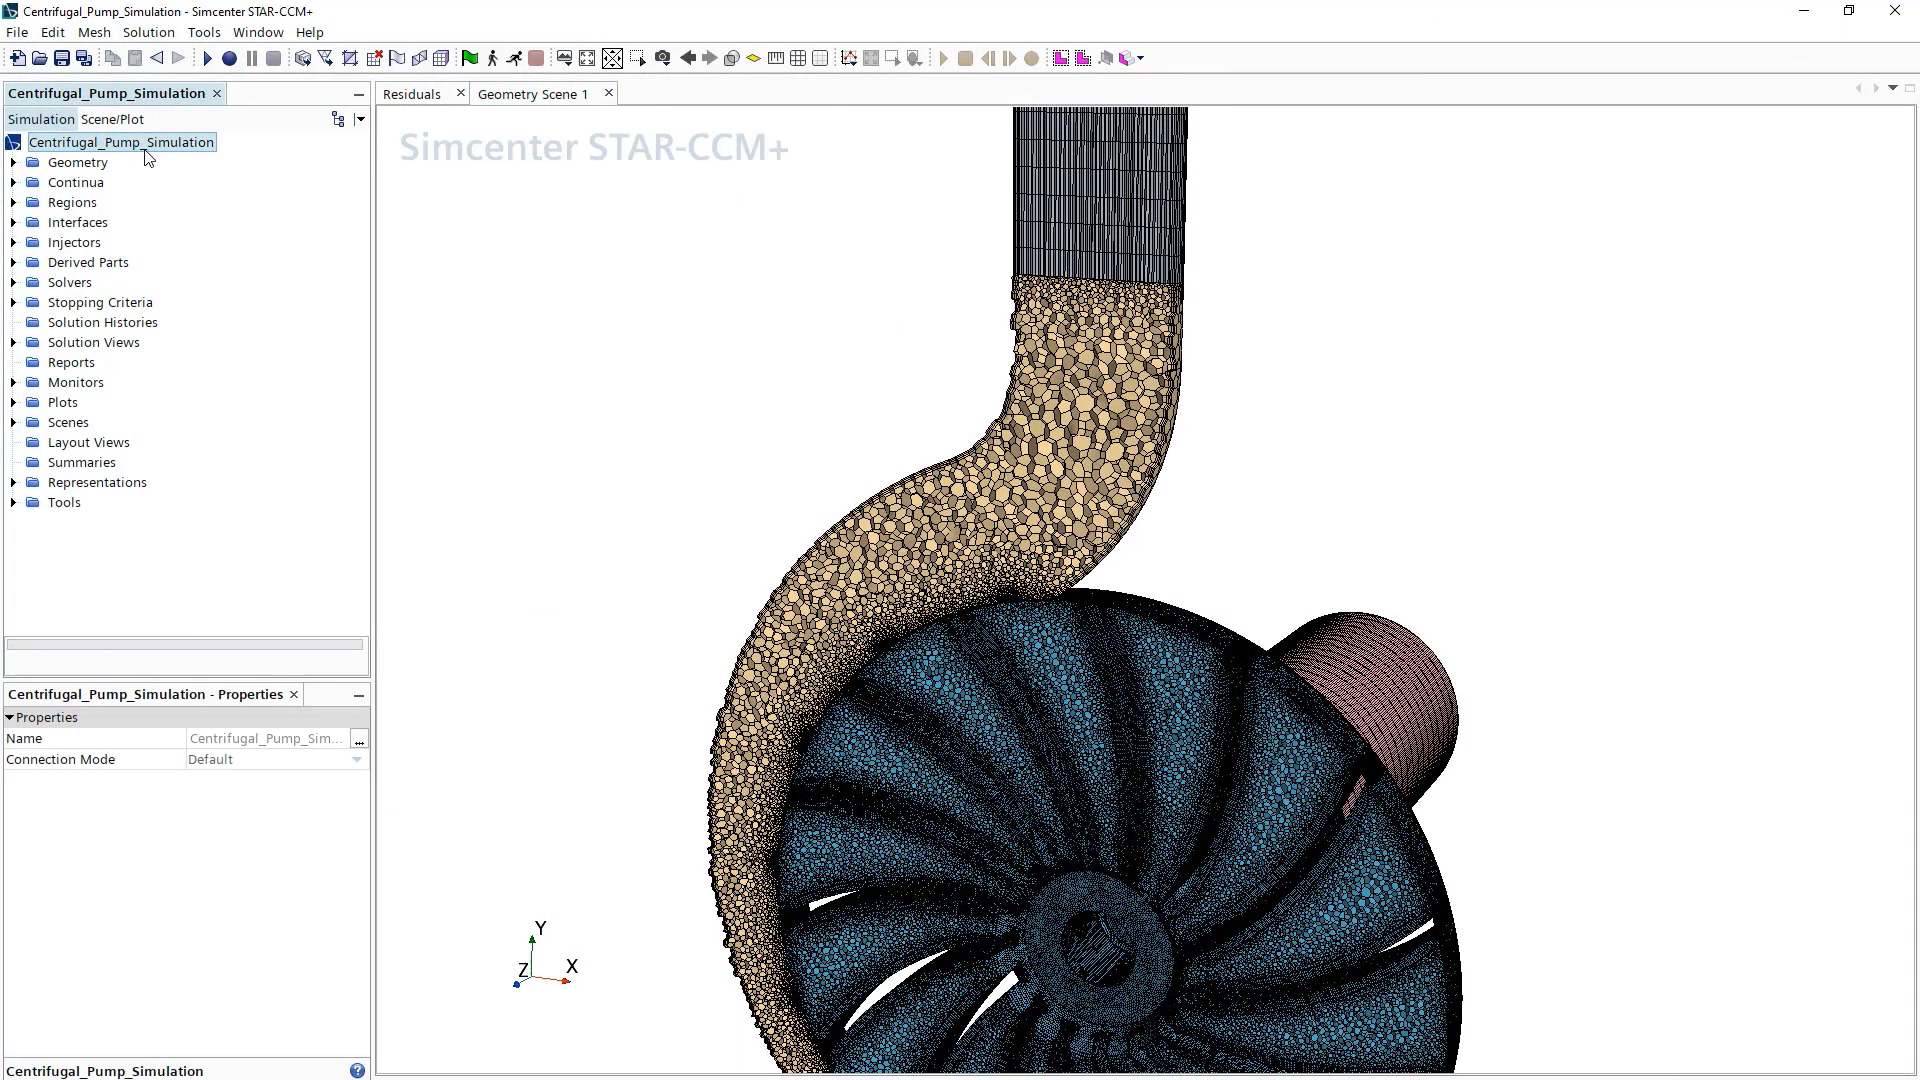 Centrifugal_Pump_Simulation - Simcenter STAR-CCM+
File Edit Mesh Solution Tools Window Help
Centrifugal_Pump_Simulation
Residuals
Geometry Scene 1
Simulation Scene/Plot
Centrifugal_Pump_Simulation
Simcenter STAR-CCM+
Geometry
Continua
Regions
Interfaces
Injectors
Derived Parts
Solvers
Stopping Criteria
Solution Histories
Solution Views
Reports
Monitors
Plots
Scenes
Layout Views
Summaries
Representations
Tools
Centrifugal_Pump_Simulation - Properties
Properties
Name Centrifugal_Pump_Sim... ...
Connection Mode Default
Y
Z X
Centrifugal_Pump_Simulation ?